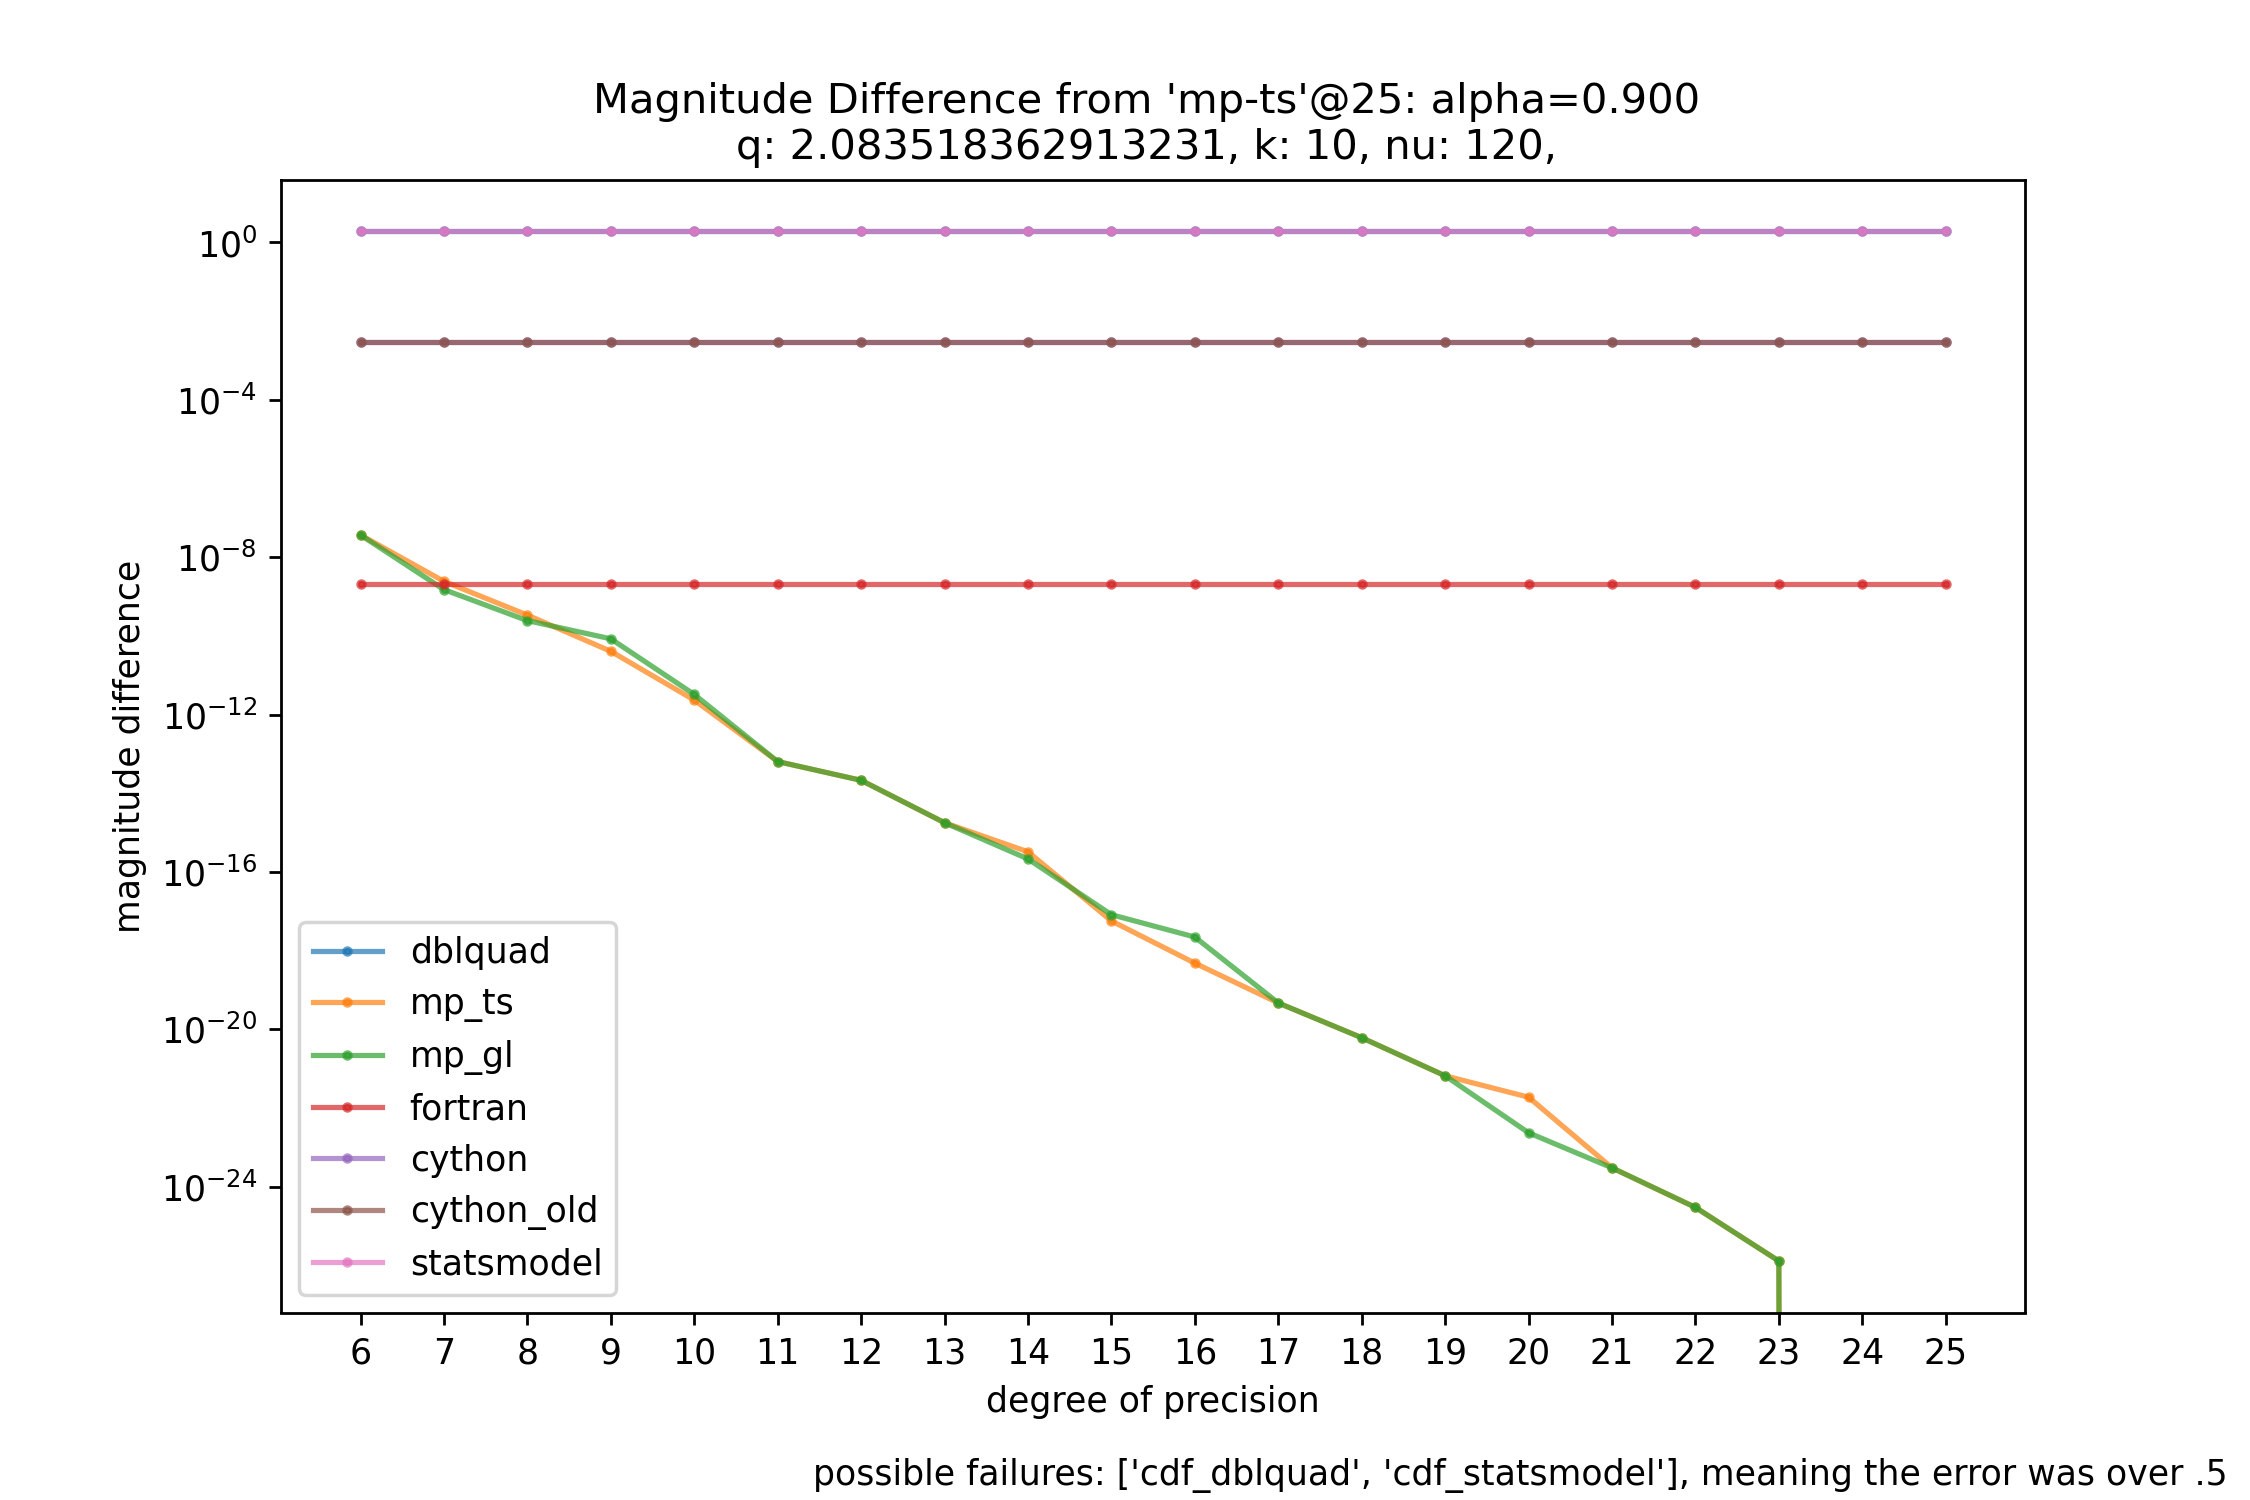 Magnitude Difference from 'mp-ts'@25: alpha=0.900
q: 2.083518362913231, k: 10, nu: 120,
10⁰
10⁻⁴
10⁻⁸
10⁻¹²
10⁻¹⁶
10⁻²⁰
10⁻²⁴
magnitude difference
dblquad
mp_ts
mp_gl
fortran
cython
cython_old
statsmodel
6 7 8 9 10 11 12 13 14 15 16 17 18 19 20 21 22 23 24 25
degree of precision
possible failures: ['cdf_dblquad', 'cdf_statsmodel'], meaning the error was over .5